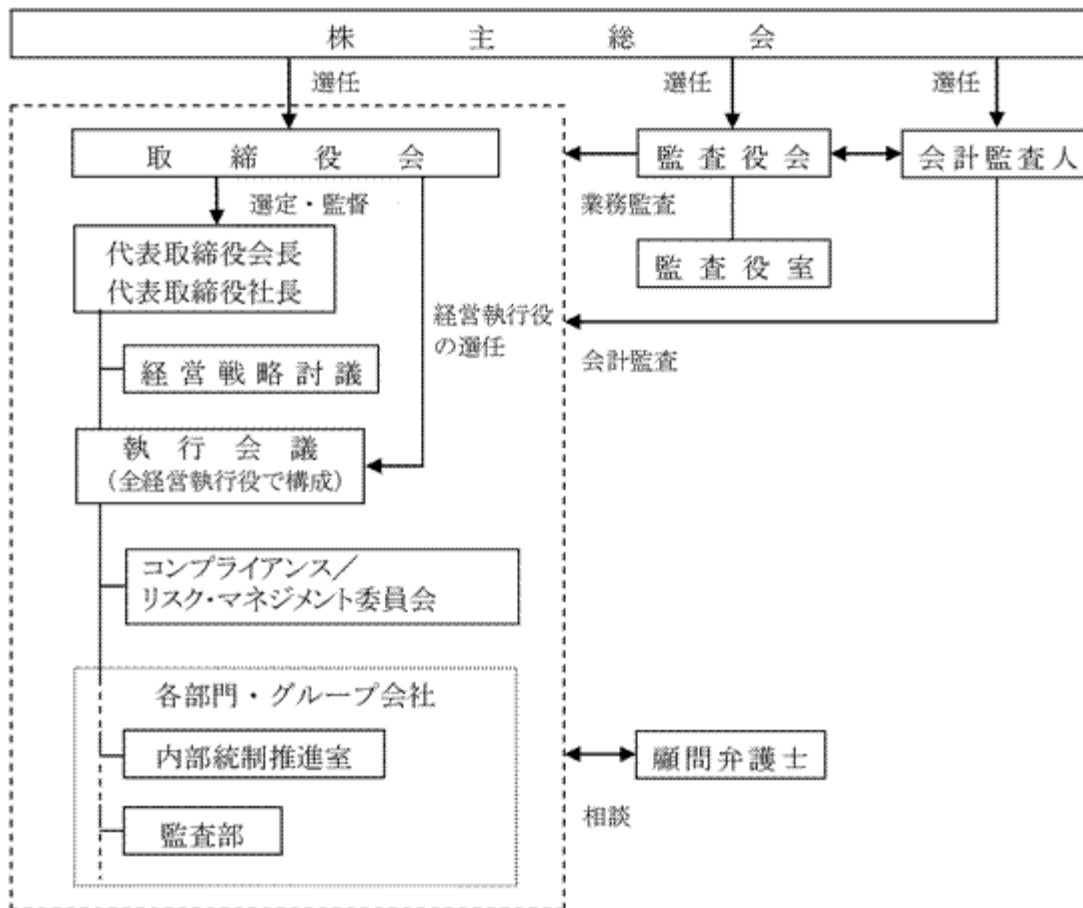 株主総会
選任
選任
選任
取締役会
監査役会
会計監査人
選定・監督
業務監査
代表取締役会長
代表取締役社長
監査役室
経営執行役
の選任
会計監査
経営戦略討議
執行会議
(全経営執行役で構成)
コンプライアンス／
リスク・マネジメント委員会
各部門・グループ会社
内部統制推進室
顧問弁護士
相談
監査部